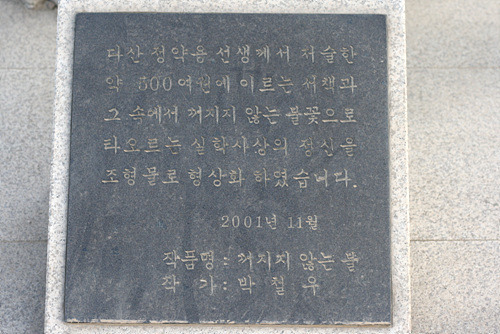 다산 정약용 선생께서 저술한
약 500여권에 이르는 서책과
그 속에서 꺼지지 않는 불꽃으로
타오르는 실학사상의 정신을
조형물로 형상화 하였습니다.
2001년 11월
작품명 : 꺼지지 않는 불
작 가 : 박 철 우